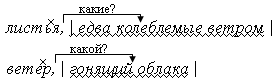 какие?
листья, | едва колеблемые ветром |
какой?
ветер, | гонящий облака |